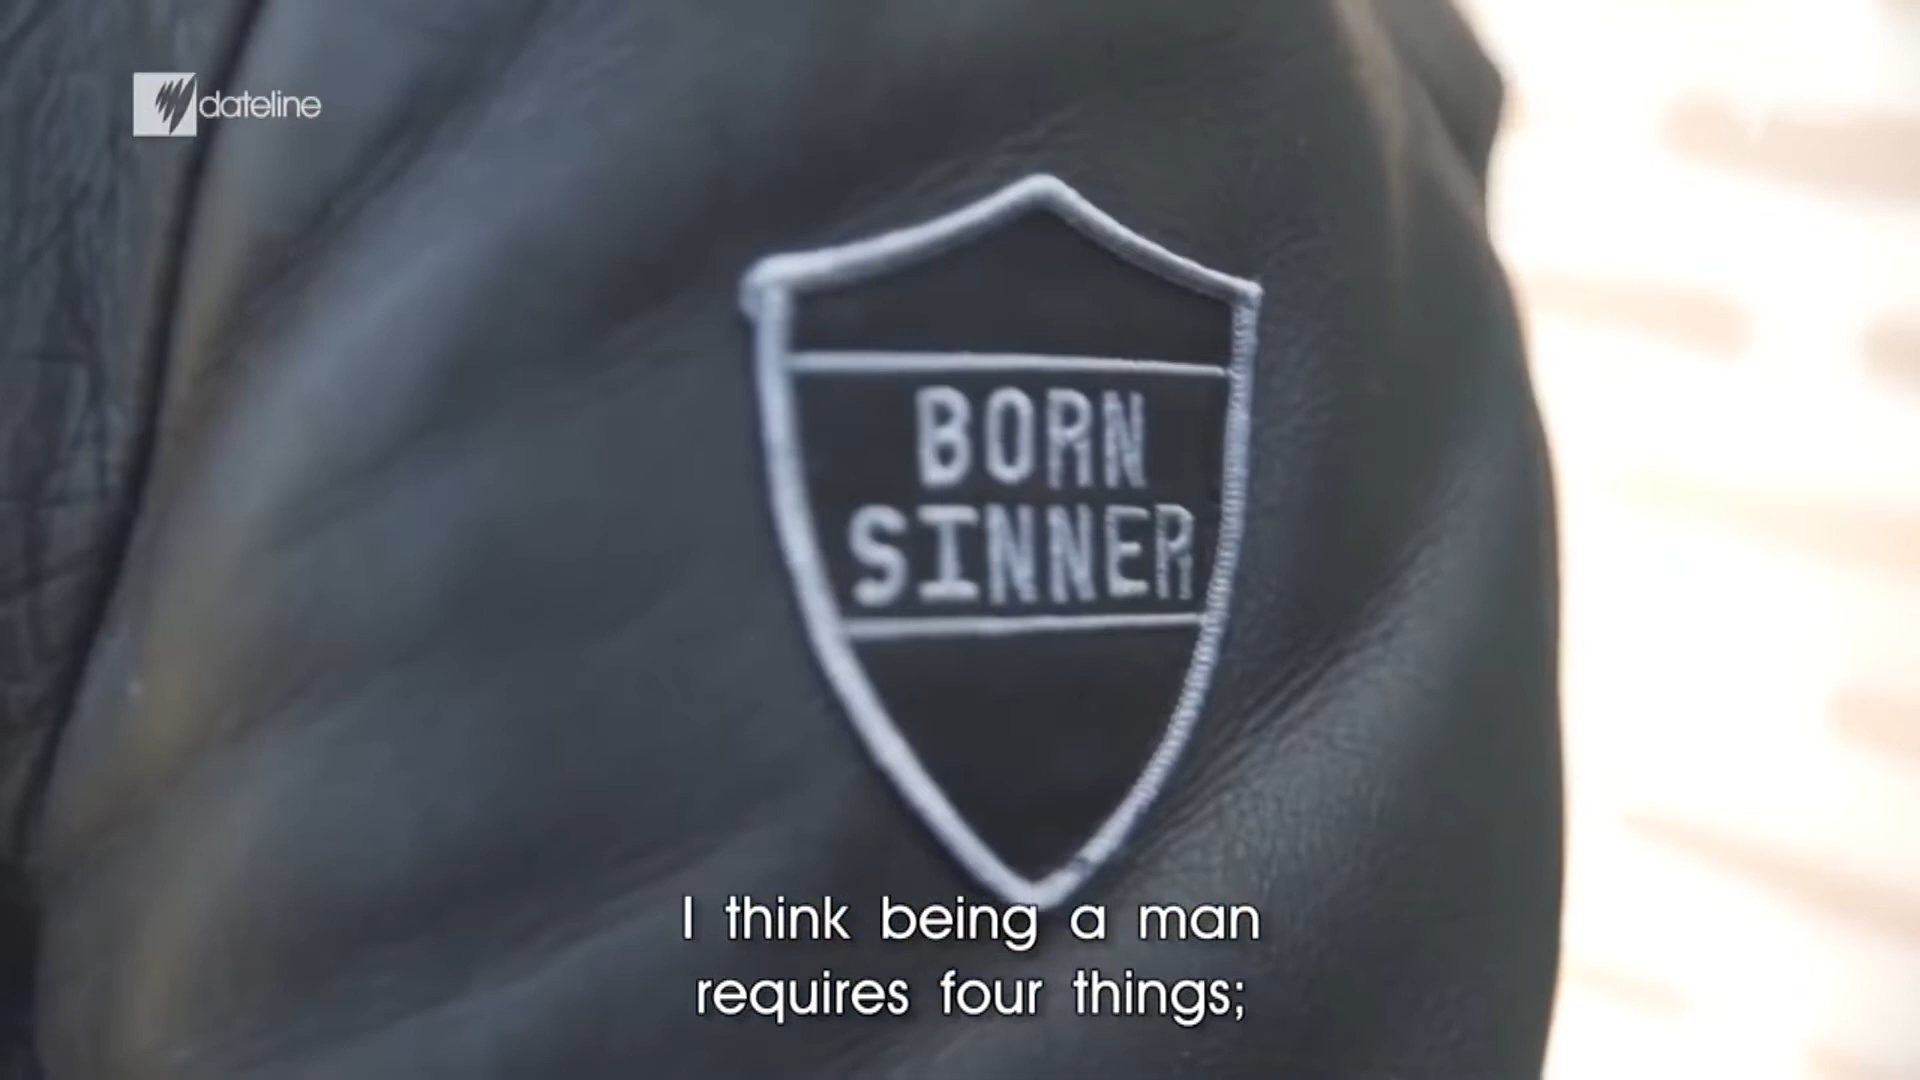 dateline
BORN
SINNER
I think being a man
requires four things;